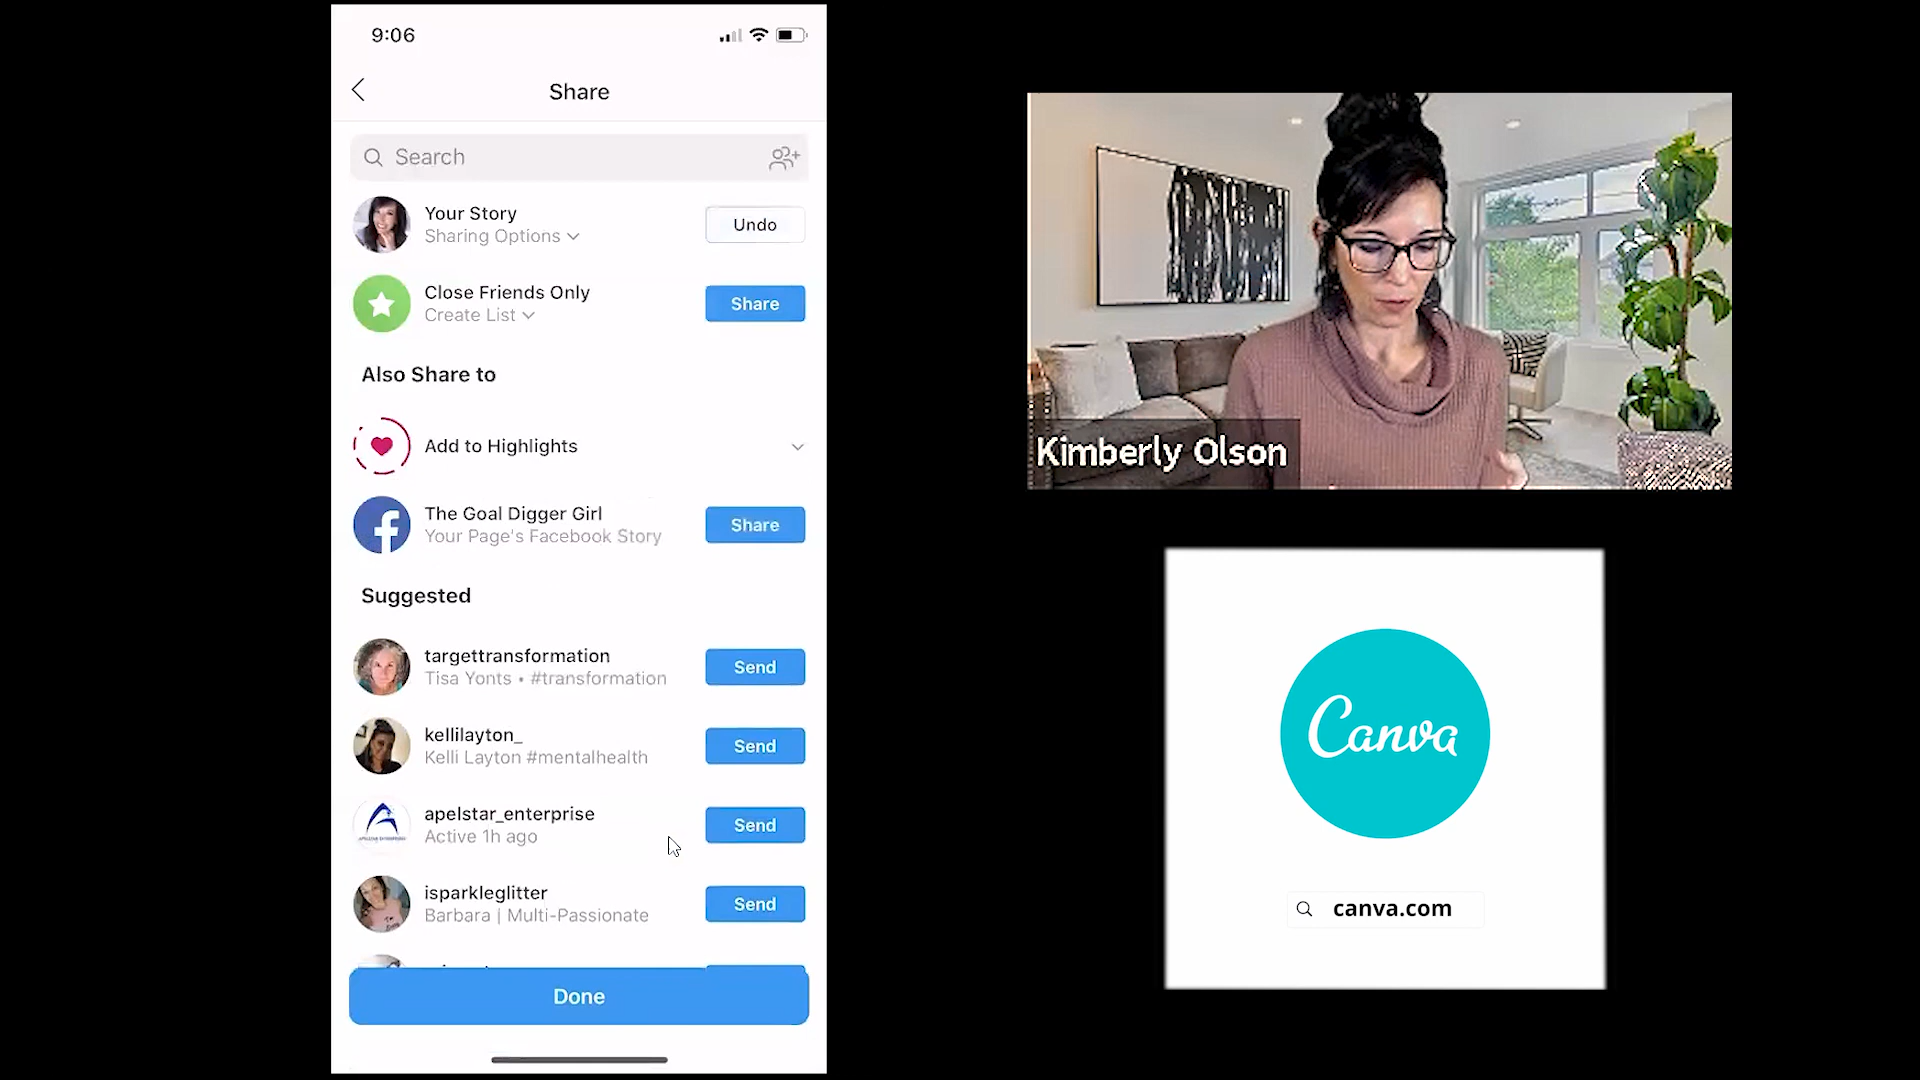 9:06
Share
Search
Your Story
Sharing Options
Undo
Close Friends Only
Create List
Share
Also Share to
Add to Highlights
The Goal Digger Girl
Your Page's Facebook Story
Share
Suggested
targettransformation
Tisa Yonts • #transformation
Send
kellilayton_
Kelli Layton #mentalhealth
Send
apelstar_enterprise
Active 1h ago
Send
isparkleglitter
Barbara | Multi-Passionate
Send
Done
Kimberly Olson
Canva
canva.com